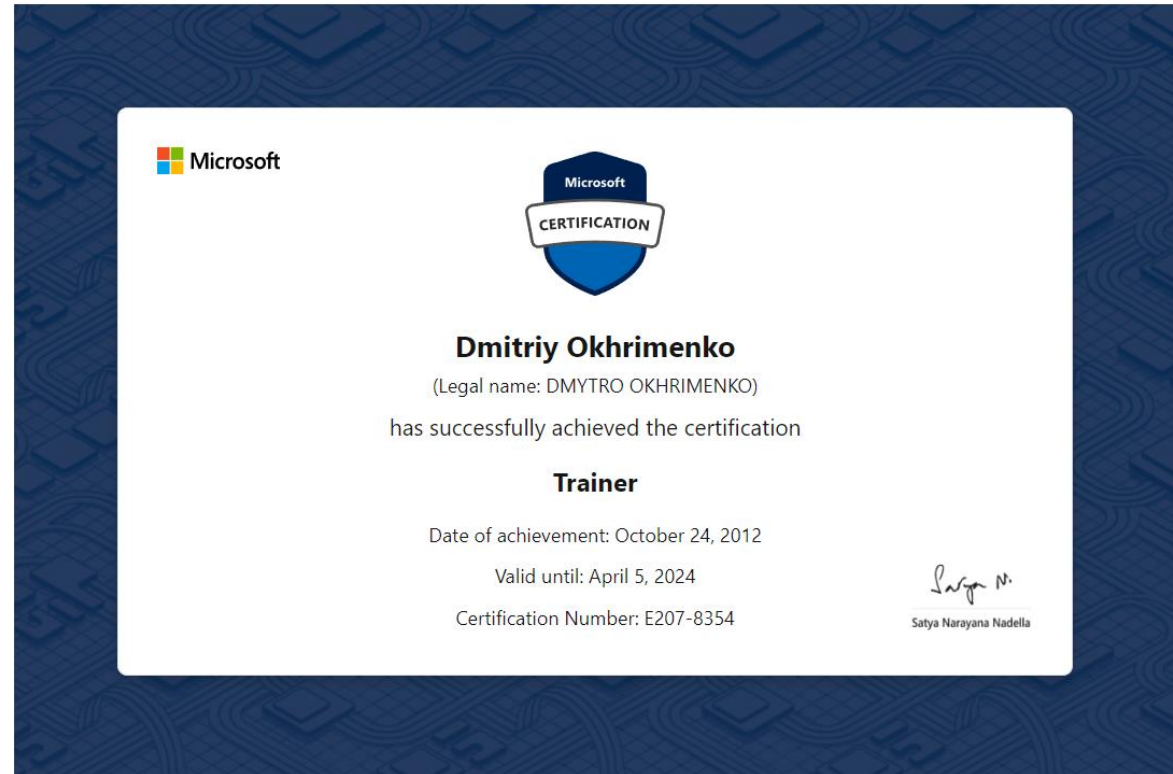 Microsoft
Microsoft
CERTIFICATION
Dmitriy Okhrimenko
(Legal name: DMYTRO OKHRIMENKO)
has successfully achieved the certification
Trainer
Date of achievement: October 24, 2012
Valid until: April 5, 2024
Certification Number: E207-8354
Satya N.
Satya Narayana Nadella